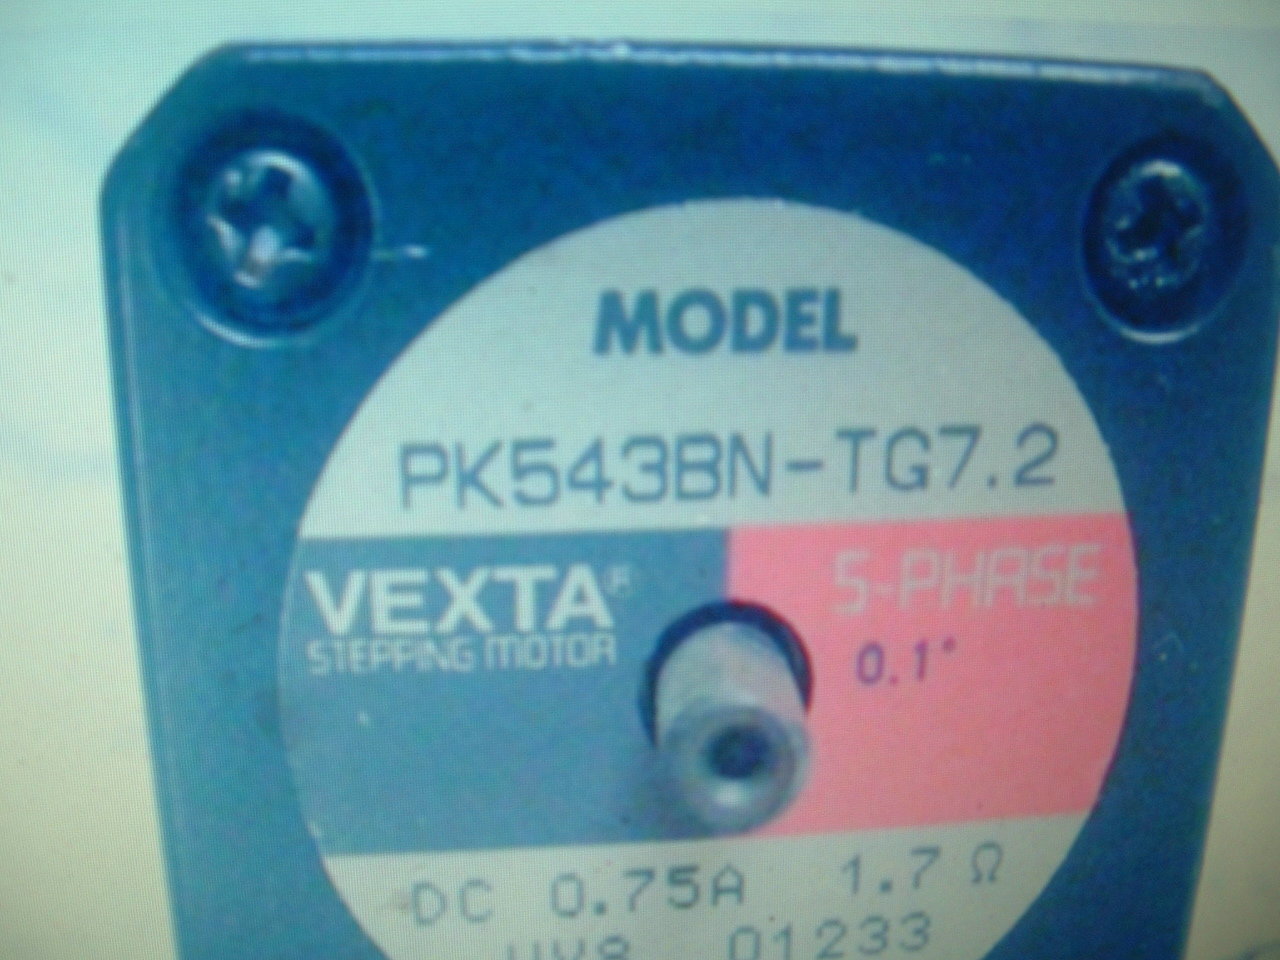 MODEL
PK543BN-TG7.2
VEXTA®
STEPPING MOTOR
5-PHASE
0.1°
DC 0.75A 1.7 Ω
01233